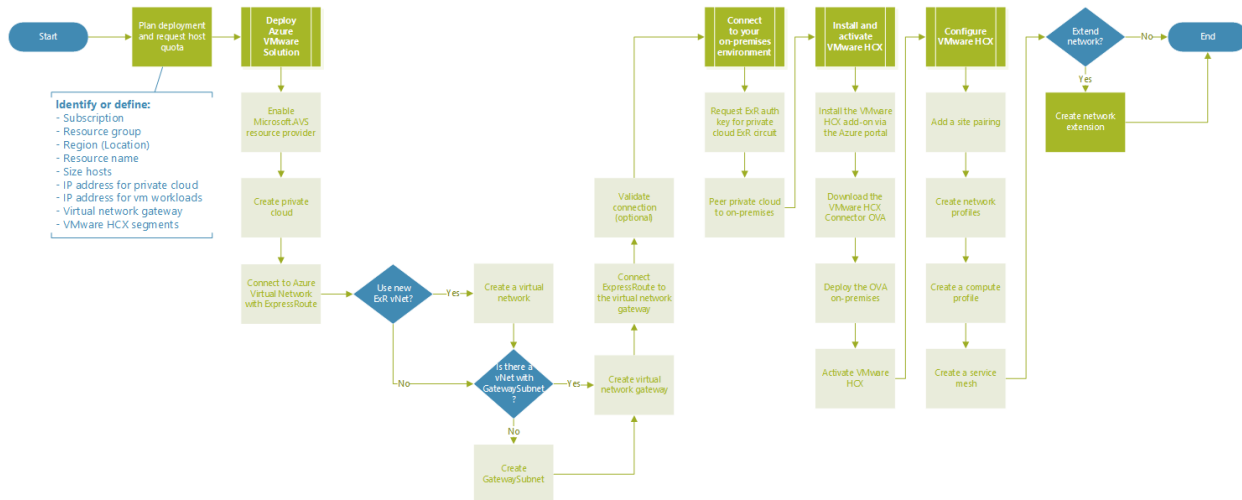 Start
Plan deployment
and request host
quota
Identify or define:
- Subscription
- Resource group
- Region (Location)
- Resource name
- Size hosts
- IP address for private cloud
- IP address for vm workloads
- Virtual network gateway
- VMware HCX segments
Deploy
Azure
VMware
Solution
Enable
Microsoft.AVS
resource provider
Create private
cloud
Connect to Azure
Virtual Network
with ExpressRoute
Use new
ExR vNet?
Yes
No
Create a virtual
network
Is there a
vNet with
GatewaySubnet
?
Yes
No
Create
GatewaySubnet
Create virtual
network gateway
Connect
ExpressRoute to
the virtual network
gateway
Validate
connection
(optional)
Connect
to your
on-premises
environment
Request ExR auth
key for private
cloud ExR circuit
Peer private cloud
to on-premises
Install and
activate
VMware HCX
Install the VMware
HCX add-on via
the Azure portal
Download the
VMware HCX
Connector OVA
Deploy the OVA
on-premises
Activate VMware
HCX
Configure
VMware HCX
Add a site pairing
Create network
profiles
Create a compute
profile
Create a service
mesh
Extend
network?
No
Yes
Create network
extension
End